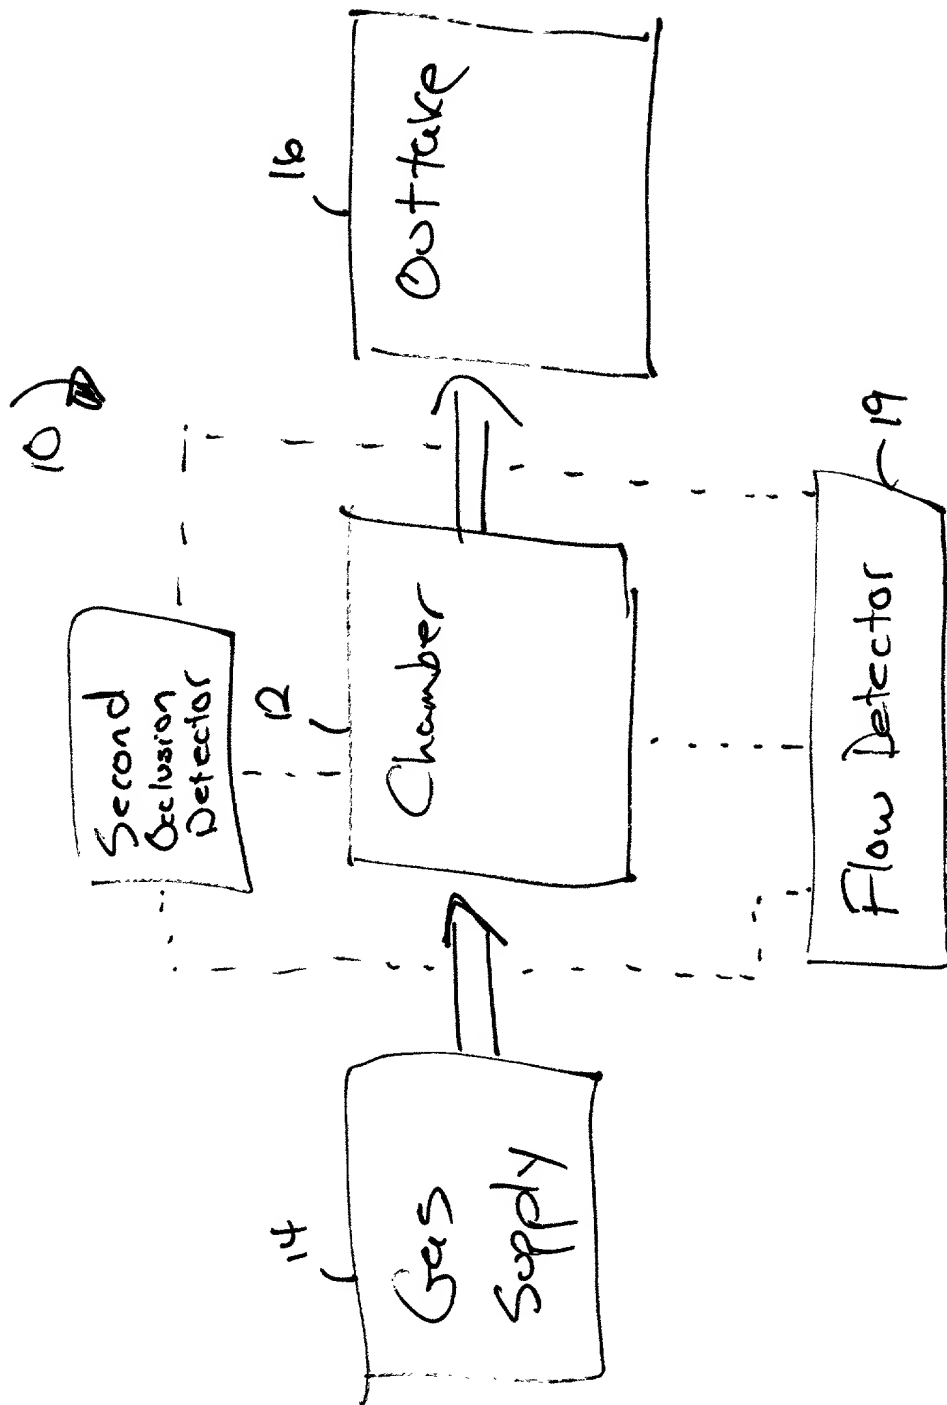 10
Second
Occlusion
Detector
14
12
16
Gas
Supply
Chamber
Outtake
Flow Detector
19